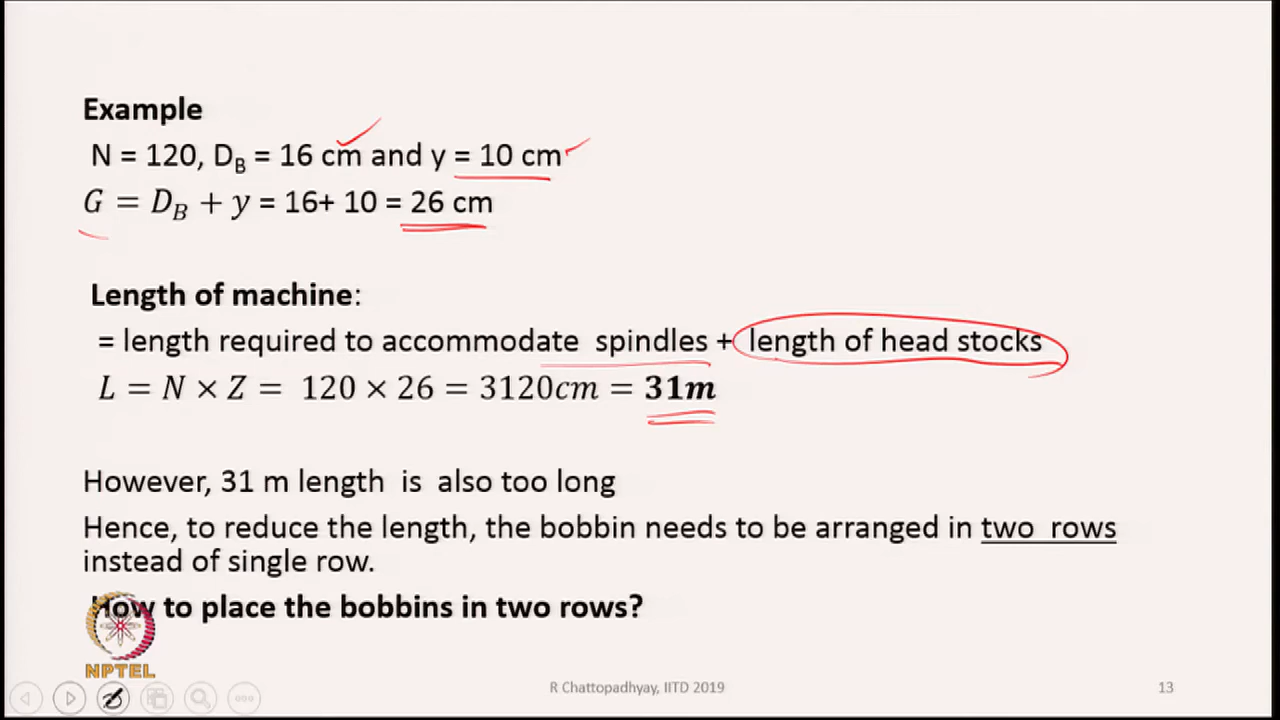 Example
N = 120, D_B = 16 cm and y = 10 cm
G = D_B + y = 16+ 10 = 26 cm
Length of machine:
= length required to accommodate spindles + length of head stocks
L = N × Z = 120 × 26 = 3120cm = 31m
However, 31 m length is also too long
Hence, to reduce the length, the bobbin needs to be arranged in two rows
instead of single row.
How to place the bobbins in two rows?
NPTEL
R Chattopadhyay, IITD 2019
13